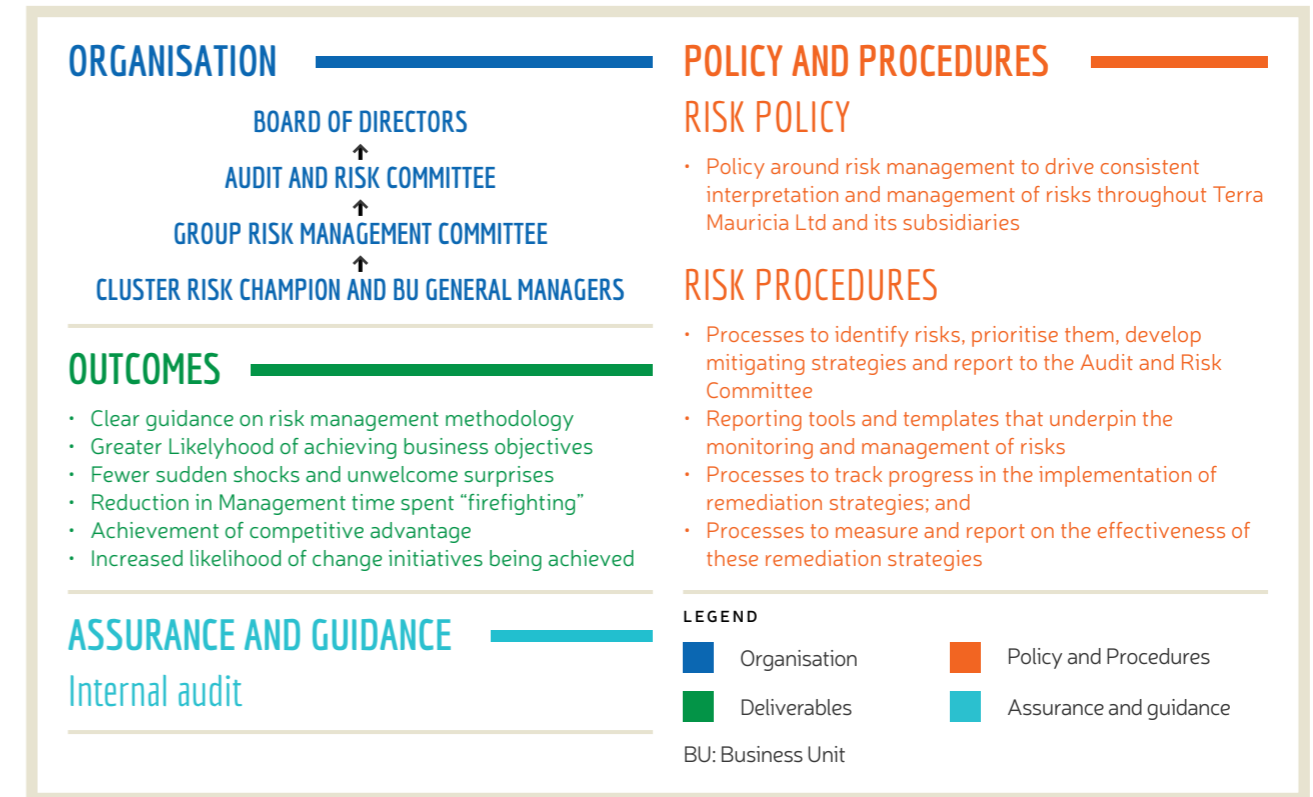 ORGANISATION
BOARD OF DIRECTORS
AUDIT AND RISK COMMITTEE
GROUP RISK MANAGEMENT COMMITTEE
CLUSTER RISK CHAMPION AND BU GENERAL MANAGERS
OUTCOMES
• Clear guidance on risk management methodology
• Greater Likelyhood of achieving business objectives
• Fewer sudden shocks and unwelcome surprises
• Reduction in Management time spent “firefighting”
• Achievement of competitive advantage
• Increased likelihood of change initiatives being achieved
ASSURANCE AND GUIDANCE
Internal audit
POLICY AND PROCEDURES
RISK POLICY
• Policy around risk management to drive consistent
interpretation and management of risks throughout Terra
Mauricia Ltd and its subsidiaries
RISK PROCEDURES
• Processes to identify risks, prioritise them, develop
mitigating strategies and report to the Audit and Risk
Committee
• Reporting tools and templates that underpin the
monitoring and management of risks
• Processes to track progress in the implementation of
remediation strategies; and
• Processes to measure and report on the effectiveness of
these remediation strategies
LEGEND
Organisation
Policy and Procedures
Deliverables
Assurance and guidance
BU: Business Unit